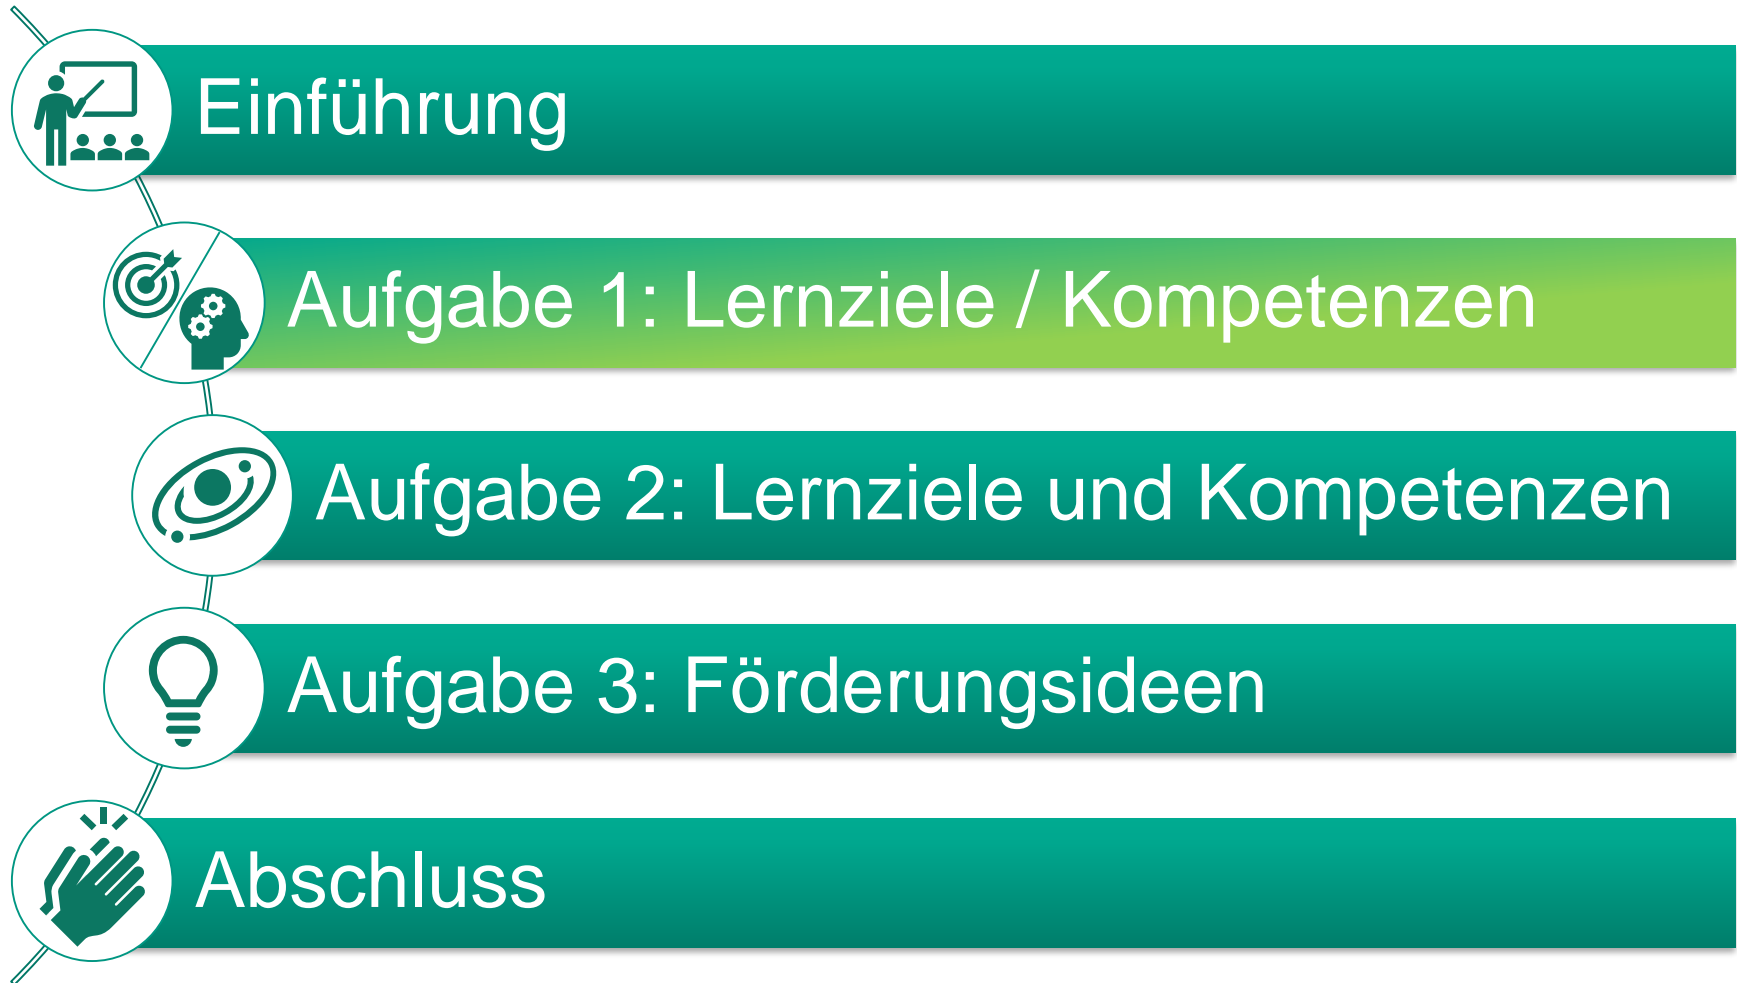 Einführung
Aufgabe 1: Lernziele / Kompetenzen
Aufgabe 2: Lernziele und Kompetenzen
Aufgabe 3: Förderungsideen
Abschluss